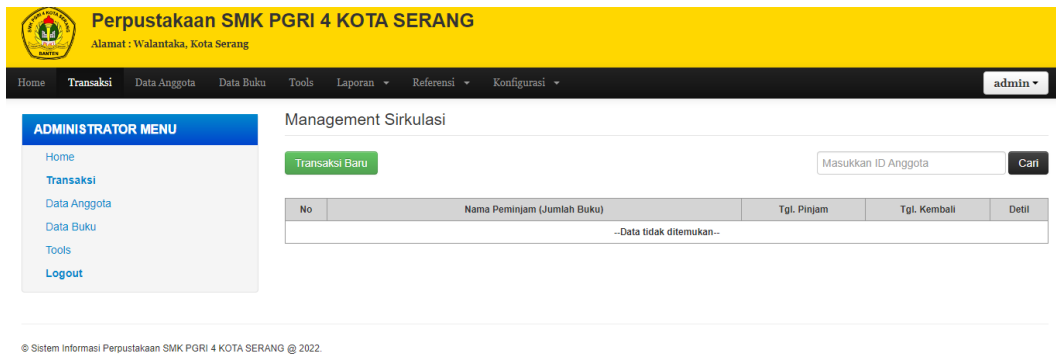 Perpustakaan SMK PGRI 4 KOTA SERANG
Alamat : Walantaka, Kota Serang
BANTEN
Home Transaksi Data Anggota Data Buku Tools Laporan Referensi Konfigurasi admin
ADMINISTRATOR MENU
Home
Transaksi
Data Anggota
Data Buku
Tools
Logout
Management Sirkulasi
Transaksi Baru Masukkan ID Anggota Cari
No Nama Peminjam (Jumlah Buku) Tgl. Pinjam Tgl. Kembali Detil
--Data tidak ditemukan--
© Sistem Informasi Perpustakaan SMK PGRI 4 KOTA SERANG @ 2022.